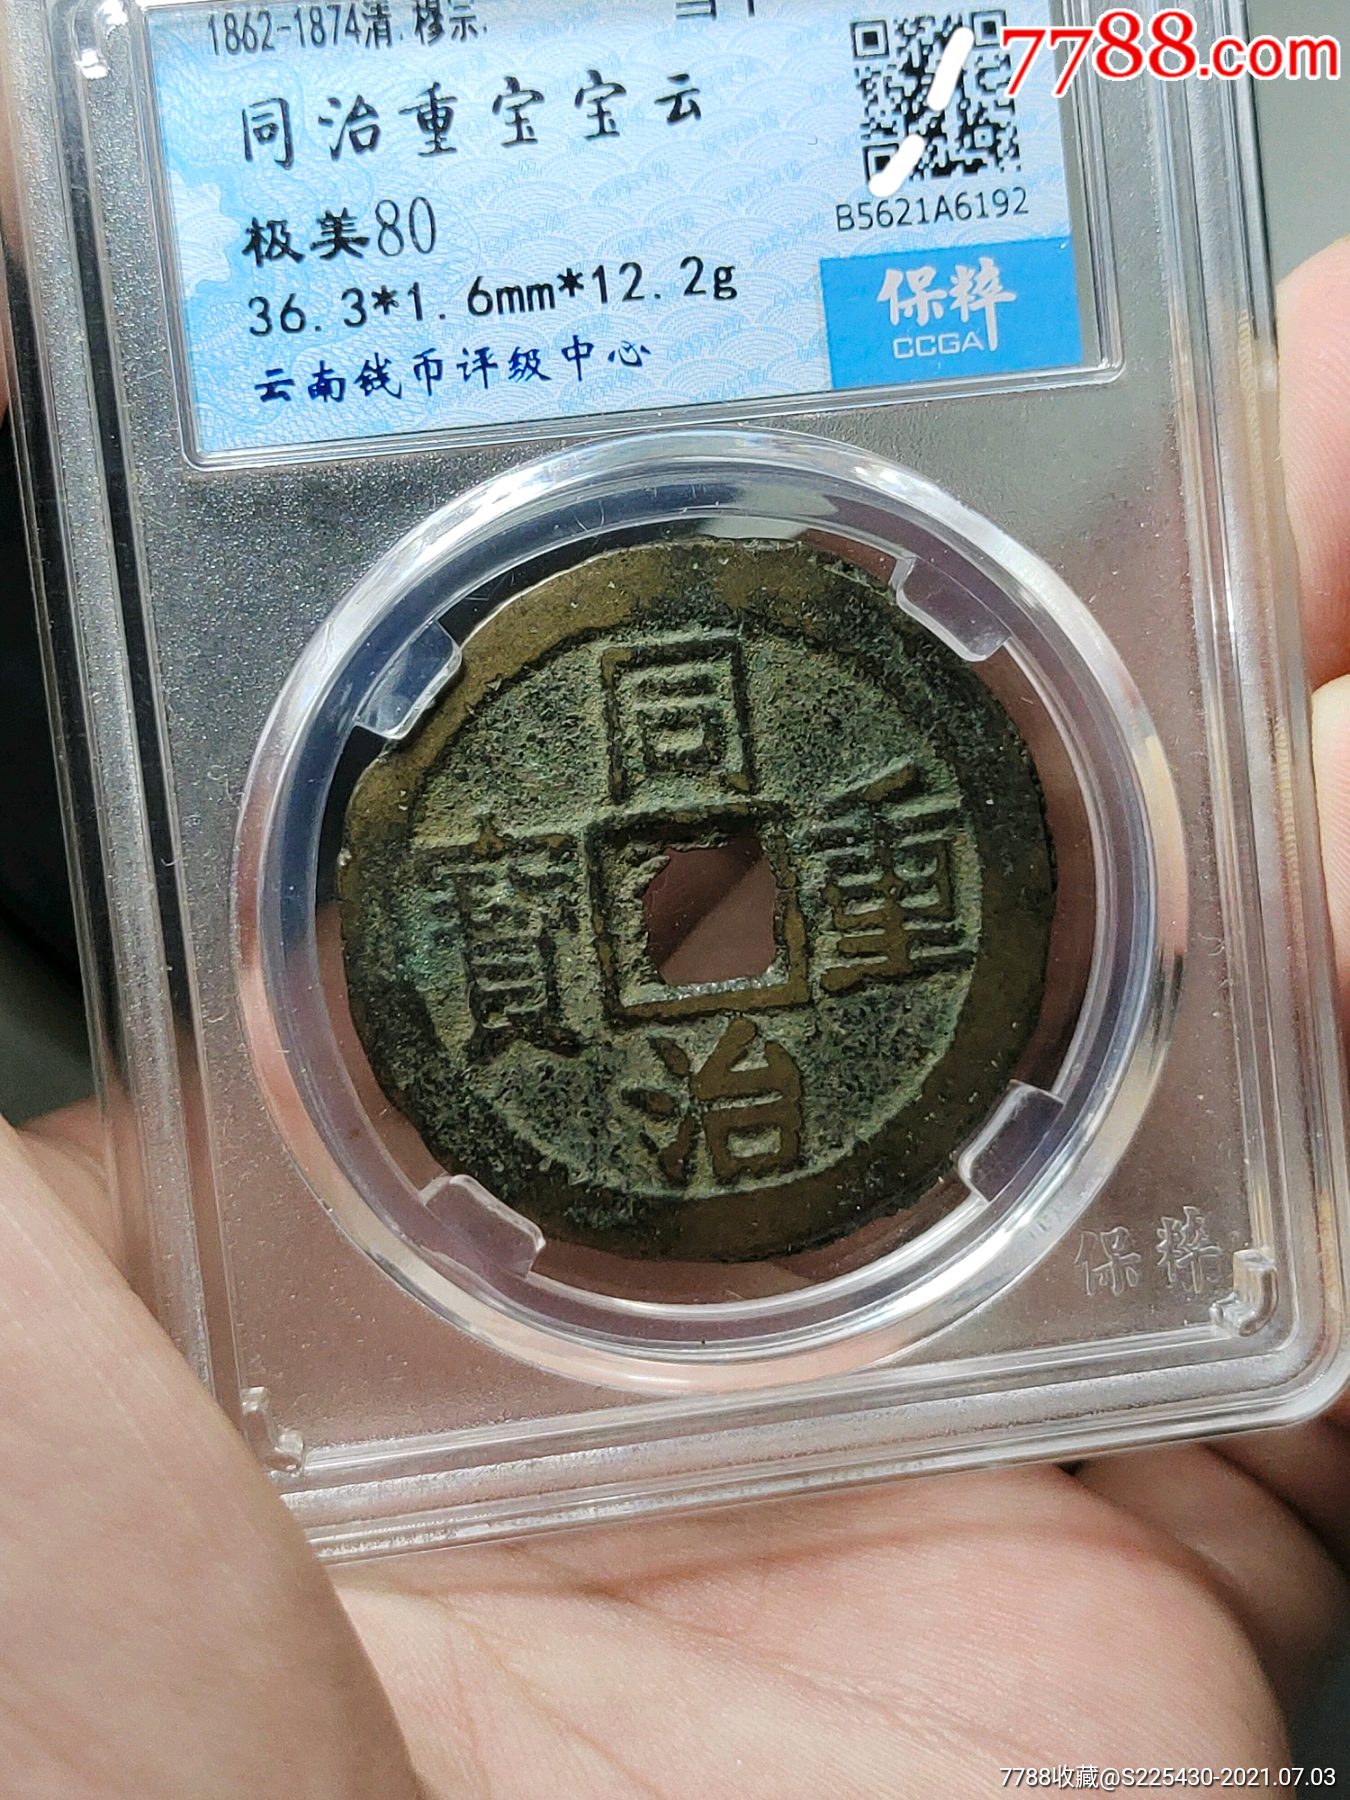 1862-1874清.穆宗.
同治重宝宝云
极美80
36.3*1.6mm*12.2g
云南钱币评级中心
B5621A6192
保粹
CCGA
7788.com
同治重寶
保粹
7788收藏@S225430-2021.07.03